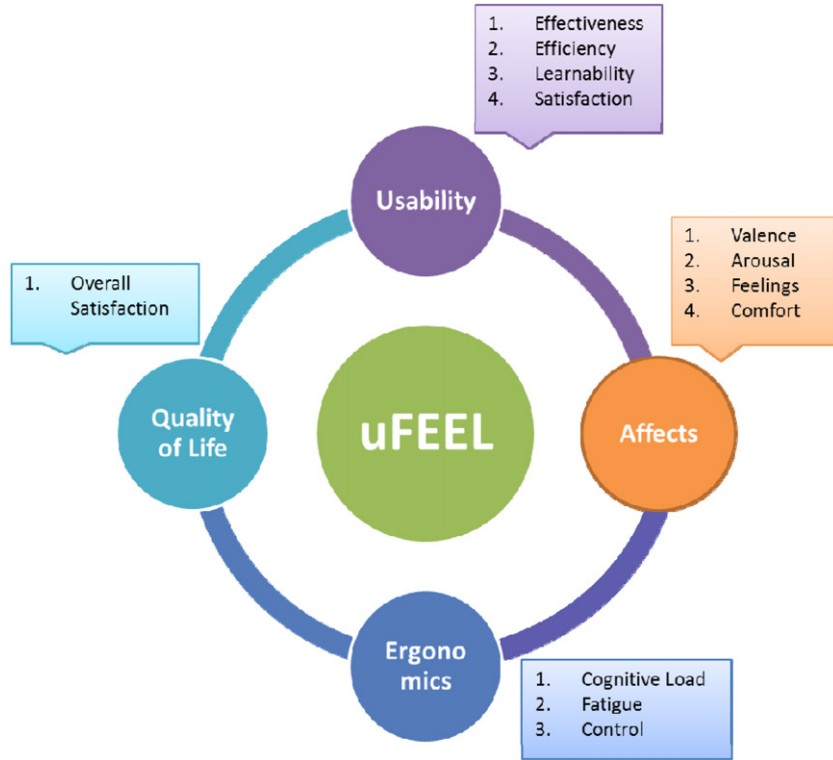 1. Effectiveness
2. Efficiency
3. Learnability
4. Satisfaction
Usability
1. Valence
2. Arousal
3. Feelings
4. Comfort
1. Overall
Satisfaction
Quality
of Life
uFEEL
Affects
Ergono
mics
1. Cognitive Load
2. Fatigue
3. Control